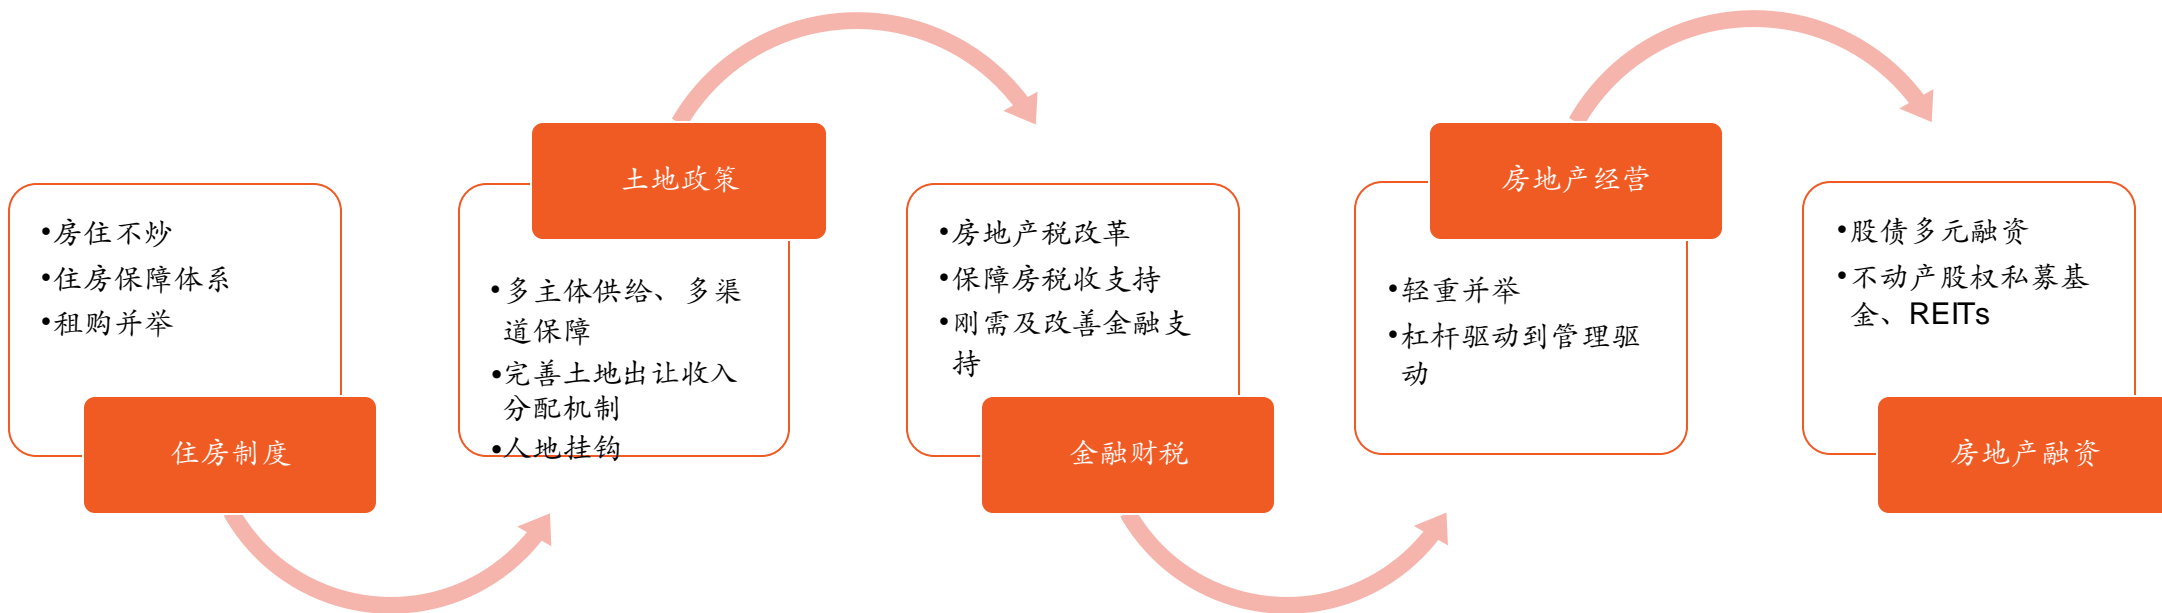 •房住不炒
•住房保障体系
•租购并举
住房制度
土地政策
•多主体供给、多渠
道保障
•完善土地出让收入
分配机制
•人地挂钩
•房地产税改革
•保障房税收支持
•刚需及改善金融支
持
金融财税
房地产经营
•轻重并举
•杠杆驱动到管理驱
动
•股债多元融资
•不动产股权私募基
金、REITs
房地产融资